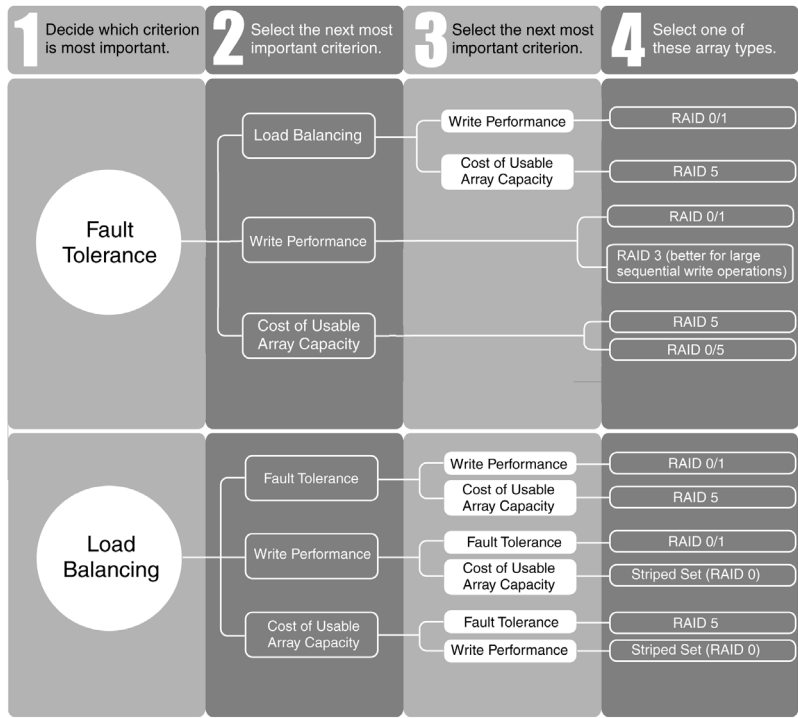 1 Decide which criterion
is most important.
2 Select the next most
important criterion.
3 Select the next most
important criterion.
4 Select one of
these array types.
Fault
Tolerance
Load Balancing
Write Performance
RAID 0/1
Cost of Usable
Array Capacity
RAID 5
Write Performance
RAID 0/1
RAID 3 (better for large
sequential write operations)
Cost of Usable
Array Capacity
RAID 5
RAID 0/5
Load
Balancing
Fault Tolerance
Write Performance
RAID 0/1
Cost of Usable
Array Capacity
RAID 5
Write Performance
Fault Tolerance
RAID 0/1
Cost of Usable
Array Capacity
Striped Set (RAID 0)
Cost of Usable
Array Capacity
Fault Tolerance
RAID 5
Write Performance
Striped Set (RAID 0)